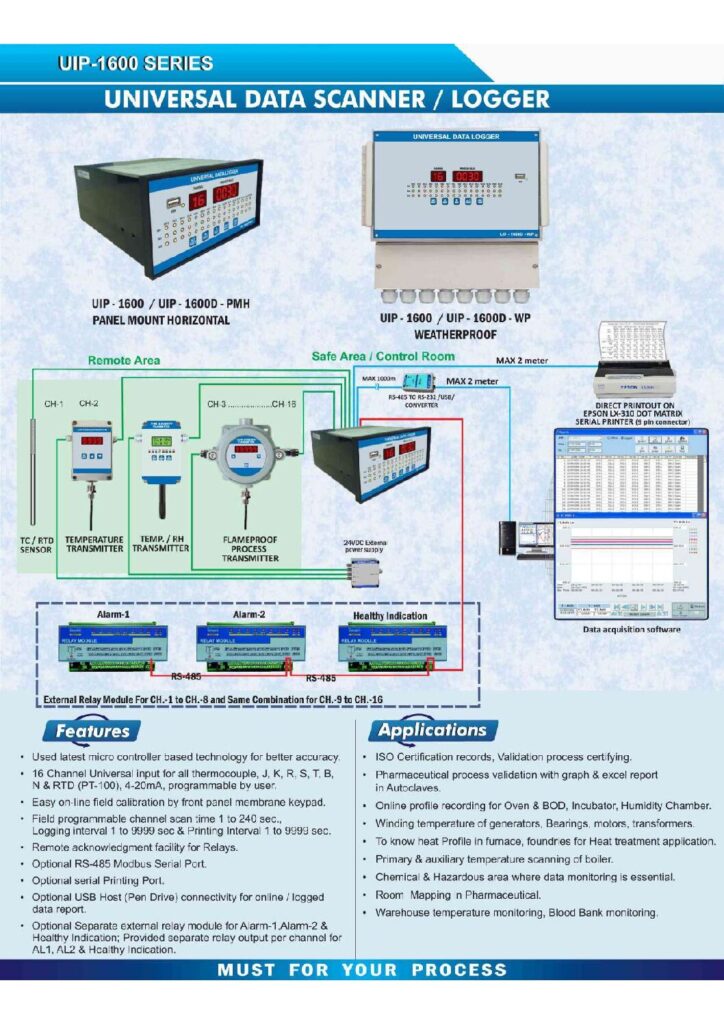 UIP-1600 SERIES
UNIVERSAL DATA SCANNER / LOGGER
UNIVERSAL DATA LOGGER
16 0030
UNIVERSAL DATA LOGGER
16 0030
UIP - 1600D - WP
UIP - 1600 / UIP - 1600D - PMH
PANEL MOUNT HORIZONTAL
UIP - 1600 / UIP - 1600D - WP
WEATHERPROOF
Remote Area
Safe Area / Control Room
MAX 2 meter
MAX 1000m
MAX 2 meter
RS-485 TO RS-232 /USB/
CONVERTER
EPSON
DIRECT PRINTOUT ON
EPSON LX-310 DOT MATRIX
SERIAL PRINTER (9 pin connector)
CH-1
CH-2
CH-3.....................CH-16
TC / RTD
SENSOR
TEMPERATURE
TRANSMITTER
TEMP. / RH
TRANSMITTER
FLAMEPROOF
PROCESS
TRANSMITTER
24VDC External
power supply
Data acquisition software
Alarm-1
Alarm-2
Healthy Indication
RELAY MODULE
RELAY MODULE
RELAY MODULE
RS-485
RS-485
External Relay Module For CH.-1 to CH.-8 and Same Combination for CH.-9 to CH.-16
Features
• Used latest micro controller based technology for better accuracy.
• 16 Channel Universal input for all thermocouple, J, K, R, S, T, B,
N & RTD (PT-100), 4-20mA, programmable by user.
• Easy on-line field calibration by front panel membrane keypad.
• Field programmable channel scan time 1 to 240 sec.,
Logging interval 1 to 9999 sec & Printing Interval 1 to 9999 sec.
• Remote acknowledgment facility for Relays.
• Optional RS-485 Modbus Serial Port.
• Optional serial Printing Port.
• Optional USB Host (Pen Drive) connectivity for online / logged
data report.
• Optional Separate external relay module for Alarm-1,Alarm-2 &
Healthy Indication; Provided separate relay output per channel for
AL1, AL2 & Healthy Indication.
Applications
• ISO Certification records, Validation process certifying.
• Pharmaceutical process validation with graph & excel report
in Autoclaves.
• Online profile recording for Oven & BOD, Incubator, Humidity Chamber.
• Winding temperature of generators, Bearings, motors, transformers.
• To know heat Profile in furnace, foundries for Heat treatment application.
• Primary & auxiliary temperature scanning of boiler.
• Chemical & Hazardous area where data monitoring is essential.
• Room Mapping in Pharmaceutical.
• Warehouse temperature monitoring, Blood Bank monitoring.
MUST FOR YOUR PROCESS